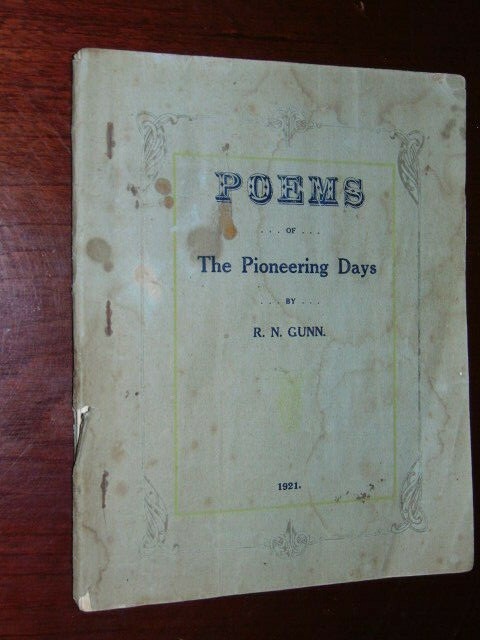 POEMS
. . . OF . . .
The Pioneering Days
. . . BY . . .
R. N. GUNN.
1921.